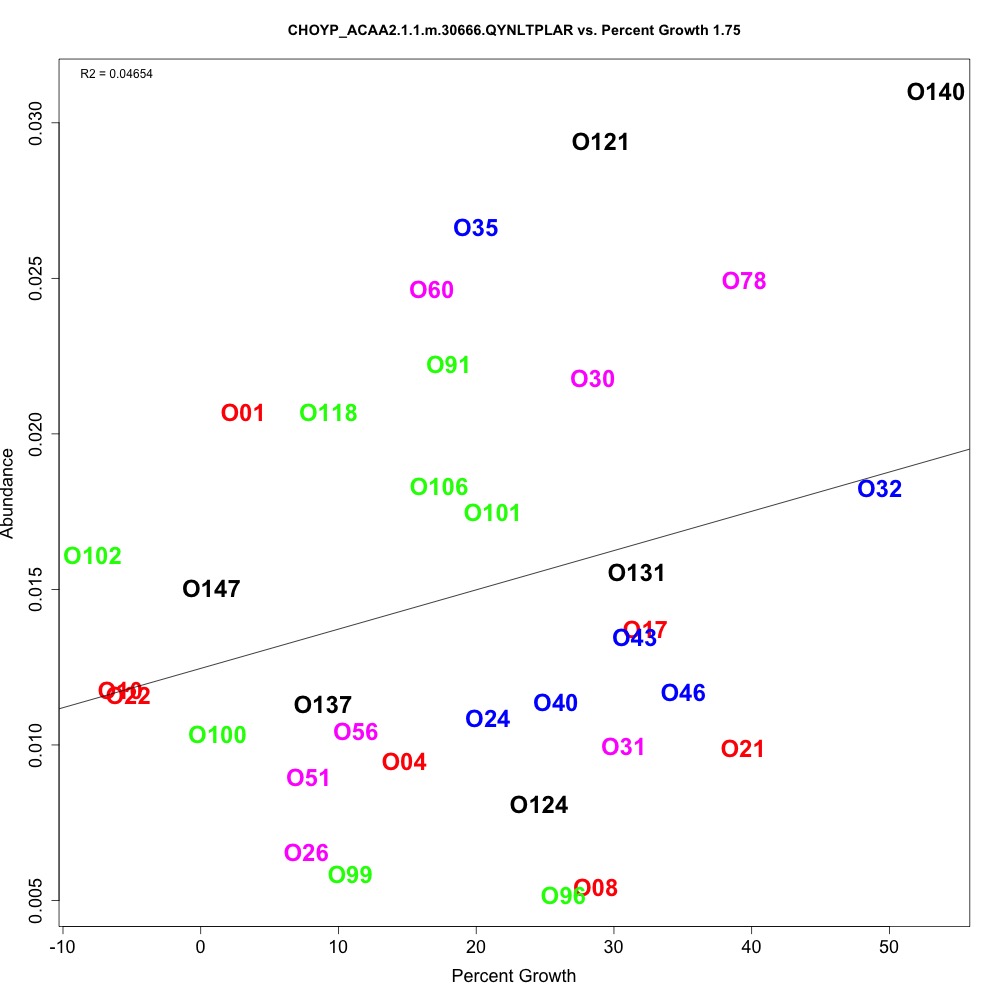 CHOYP_ACAA2.1.1.m.30666.QYNLTPLAR vs. Percent Growth 1.75
R2 = 0.04654
O140
0.030
O121
O35
0.025
O60
O78
O91
O30
O01
O118
0.020
O106
O32
O101
Abundance
O102
O131
0.015
O147
O17
O43
O10
O22
O46
O137
O40
O24
O56
O100
0.010
O31
O21
O04
O51
O124
O26
O99
O08
O96
0.005
-10 0 10 20 30 40 50
Percent Growth